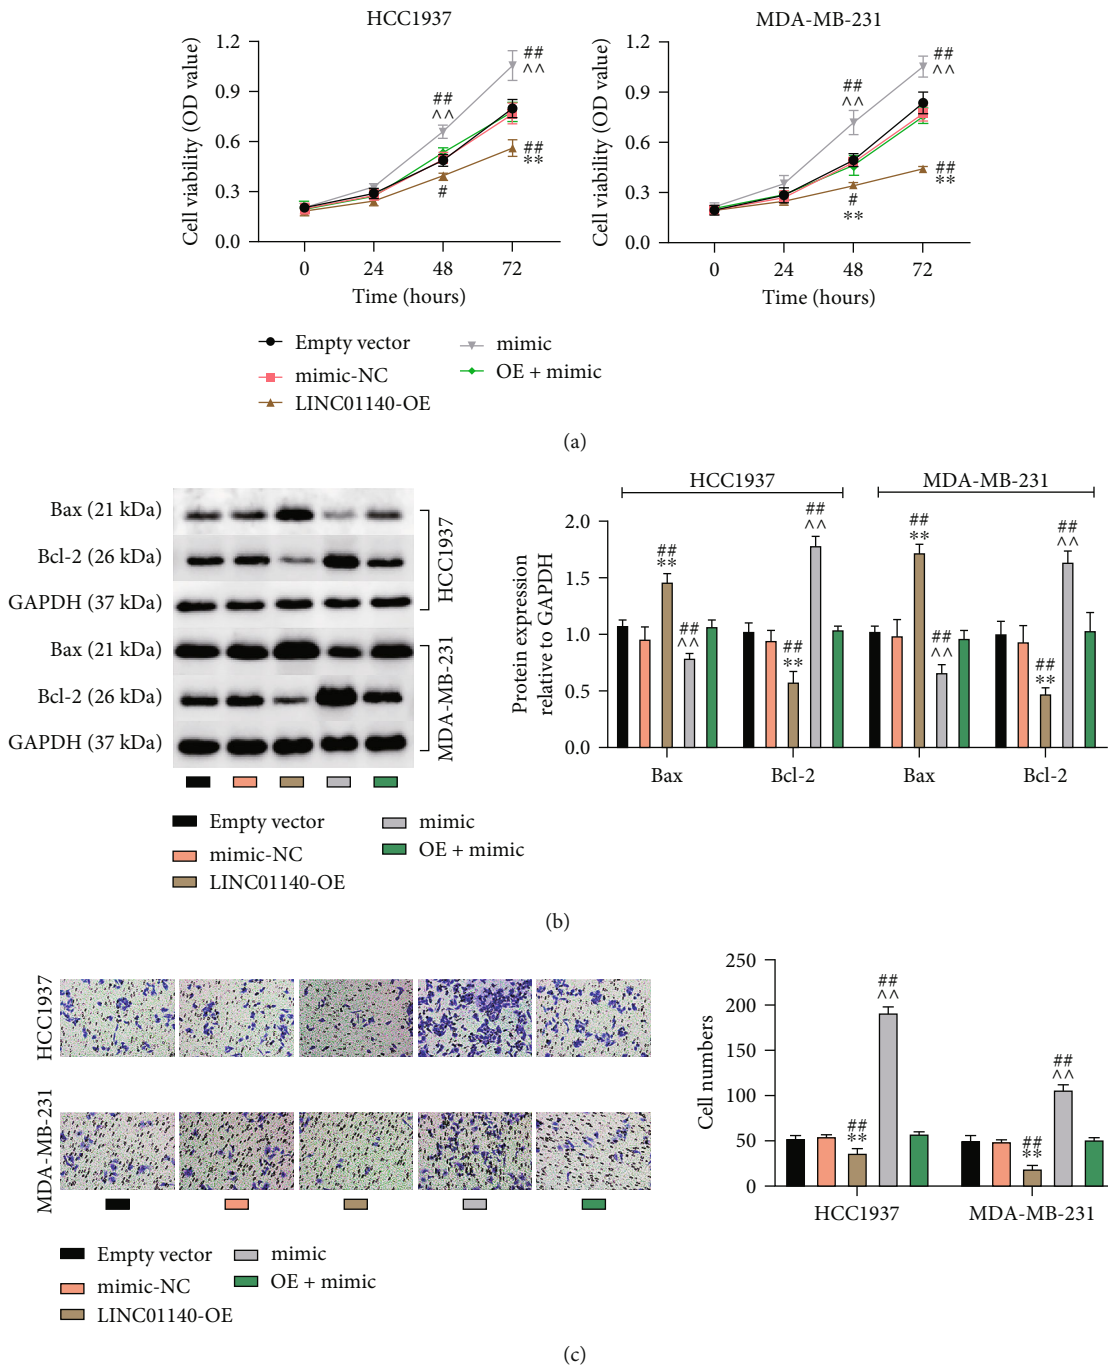 HCC1937
MDA-MB-231
Cell viability (OD value)
1.2
0.9
0.6
0.3
0.0
##
^^
##
^^
#
##
**
0
24
48
72
Time (hours)
Cell viability (OD value)
1.2
0.9
0.6
0.3
0.0
##
^^
##
^^
#
**
##
**
0
24
48
72
Time (hours)
Empty vector
mimic-NC
LINC01140-OE
mimic
OE + mimic
(a)
Bax (21 kDa)
Bcl-2 (26 kDa)
GAPDH (37 kDa)
HCC1937
Bax (21 kDa)
Bcl-2 (26 kDa)
GAPDH (37 kDa)
MDA-MB-231
Empty vector
mimic-NC
LINC01140-OE
mimic
OE + mimic
HCC1937
MDA-MB-231
Protein expression
relative to GAPDH
2.0
1.5
1.0
0.5
0.0
##
**
##
^^
##
**
##
^^
##
**
##
^^
##
**
##
^^
Bax
Bcl-2
Bax
Bcl-2
(b)
HCC1937
MDA-MB-231
Empty vector
mimic-NC
LINC01140-OE
mimic
OE + mimic
Cell numbers
250
200
150
100
50
0
##
**
##
^^
##
**
##
^^
HCC1937
MDA-MB-231
(c)